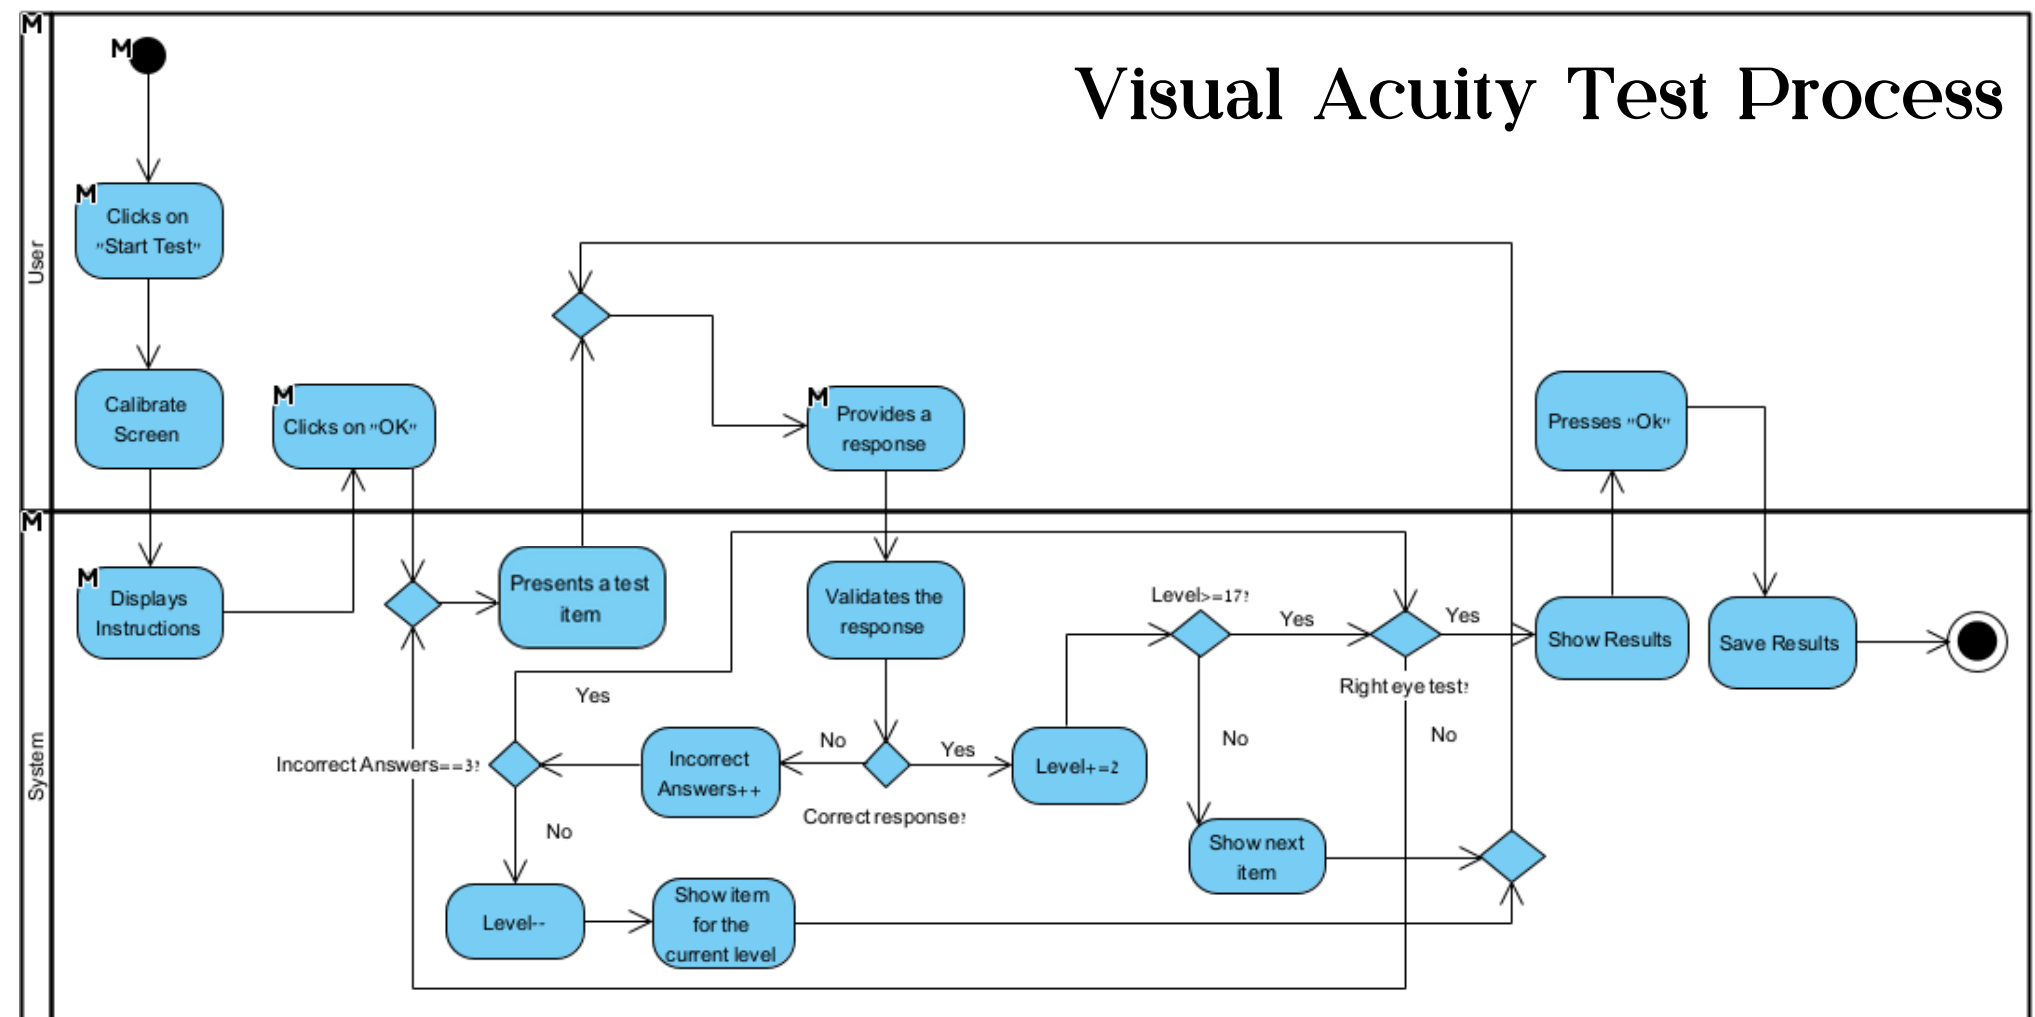 M
M
Visual Acuity Test Process
M
Clicks on
"Start Test"
User
Calibrate
Screen
M
Clicks on "OK"
M
Provides a
response
Presses "Ok"
M
M
Displays
Instructions
Presents a test
item
Validates the
response
Level>=17?
Yes
Yes
Show Results
Save Results
Right eye test?
Yes
No
No
No
Yes
System
Incorrect Answers==3?
Incorrect
Answers++
Level+=2
Correct response?
No
Show next
item
Level--
Show item
for the
current level